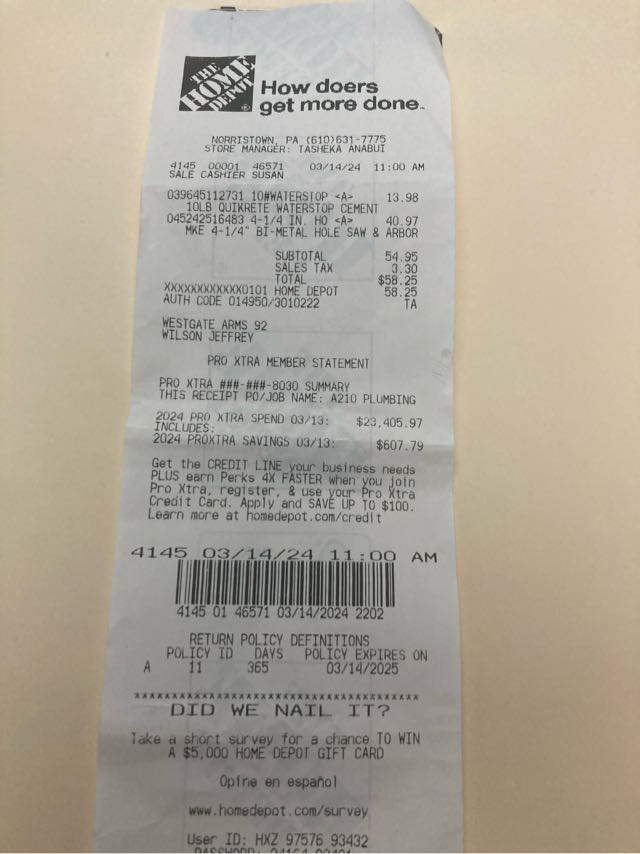 THE
HOME
DEPOT
How doers
get more done™
NORRISTOWN, PA (610)631-7775
STORE MANAGER: TASHEKA ANABUI
4145 00001 46571 03/14/24 11:00 AM
SALE CASHIER SUSAN
039645112731 10#WATERSTOP <A> 13.98
10LB QUIKRETE WATERSTOP CEMENT
045242516483 4-1/4 IN. HO <A> 40.97
MKE 4-1/4" BI-METAL HOLE SAW & ARBOR
SUBTOTAL 54.95
SALES TAX 3.30
TOTAL $58.25
XXXXXXXXXXXX0101 HOME DEPOT 58.25
AUTH CODE 014950/3010222 TA
WESTGATE ARMS 92
WILSON JEFFREY
PRO XTRA MEMBER STATEMENT
PRO XTRA ###-###-8030 SUMMARY
THIS RECEIPT PO/JOB NAME: A210 PLUMBING
2024 PRO XTRA SPEND 03/13: $23,405.97
INCLUDES:
2024 PROXTRA SAVINGS 03/13: $607.79
Get the CREDIT LINE your business needs
PLUS earn Perks 4X FASTER when you join
Pro Xtra, register, & use your Pro Xtra
Credit Card. Apply and SAVE UP TO $100.
Learn more at homedepot.com/credit
4145 03/14/24 11:00 AM
4145 01 46571 03/14/2024 2202
RETURN POLICY DEFINITIONS
POLICY ID DAYS POLICY EXPIRES ON
A 11 365 03/14/2025
****************************************
DID WE NAIL IT?
Take a short survey for a chance TO WIN
A $5,000 HOME DEPOT GIFT CARD
Opine en español
www.homedepot.com/survey
User ID: HXZ 97576 93432
PASSWORD: